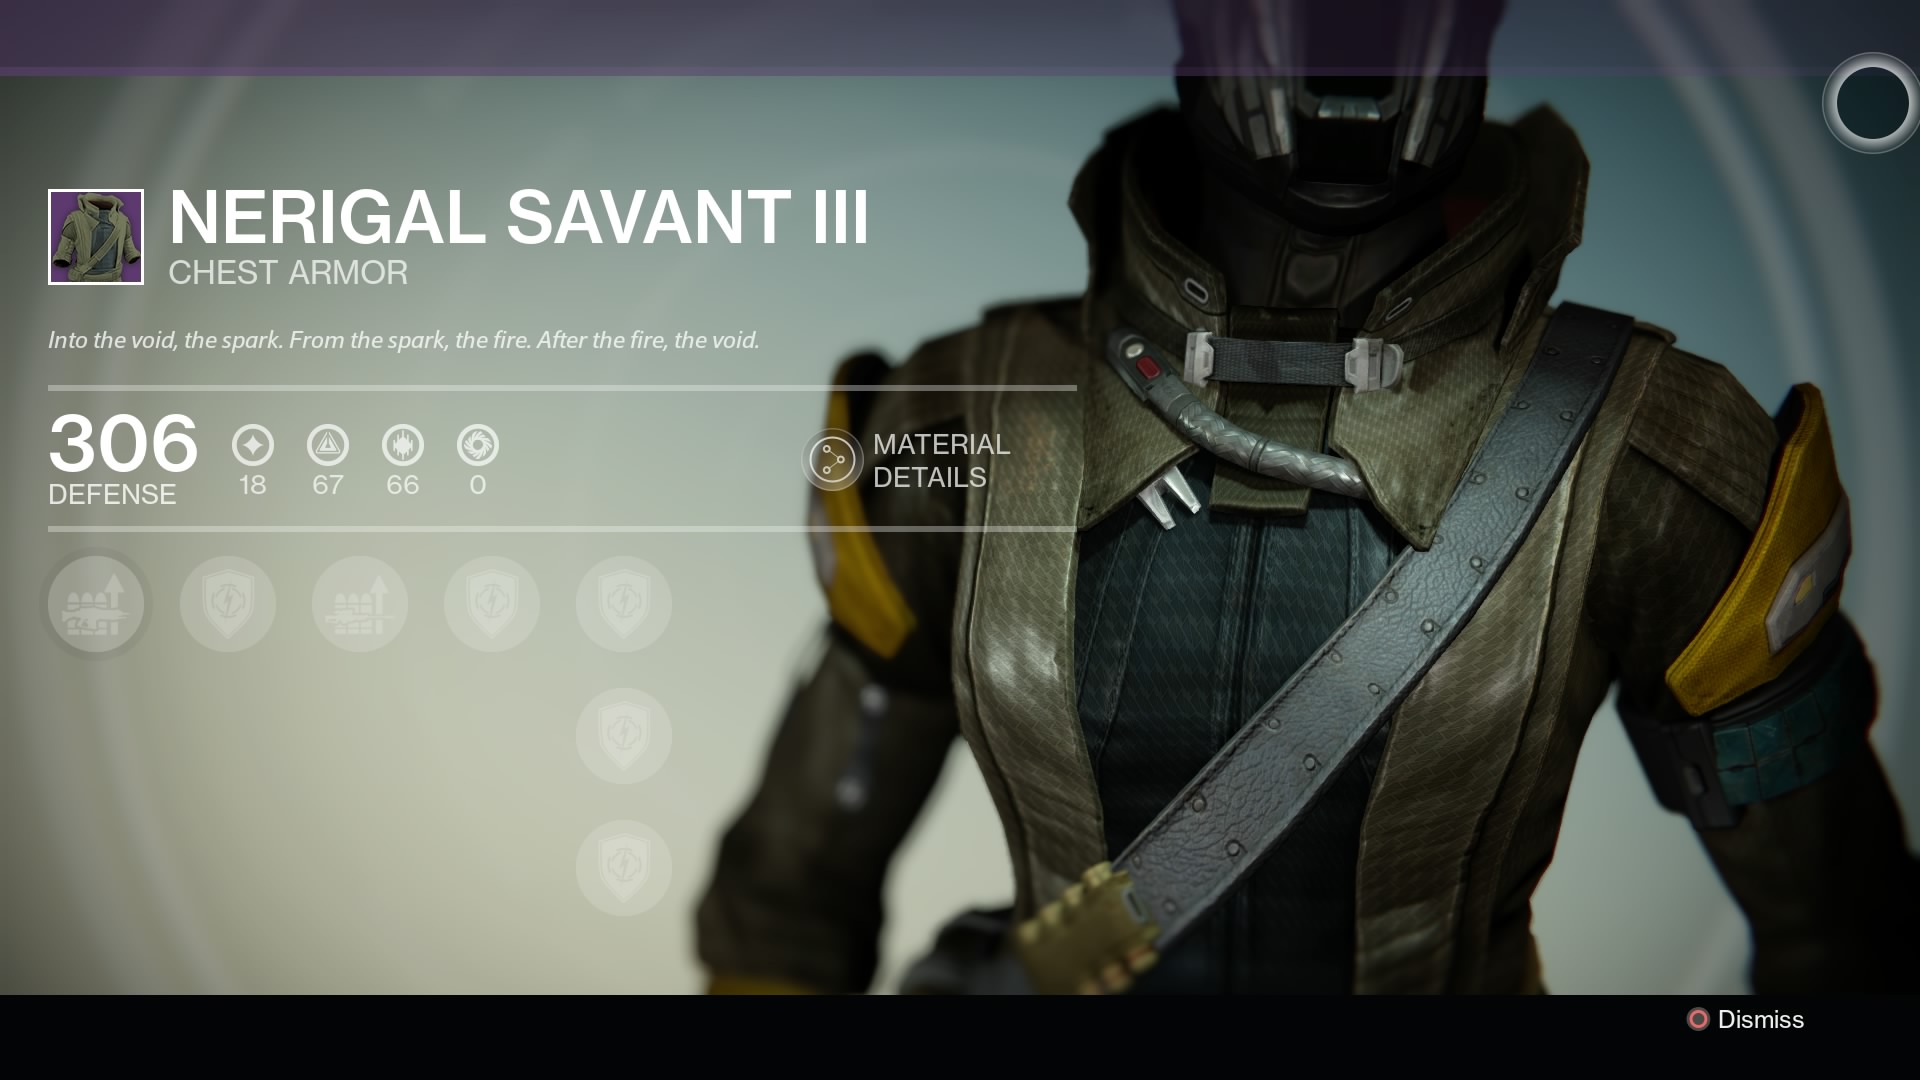 NERIGAL SAVANT III
CHEST ARMOR
Into the void, the spark. From the spark, the fire. After the fire, the void.
306
DEFENSE
18 67 66 0
MATERIAL
DETAILS
Dismiss